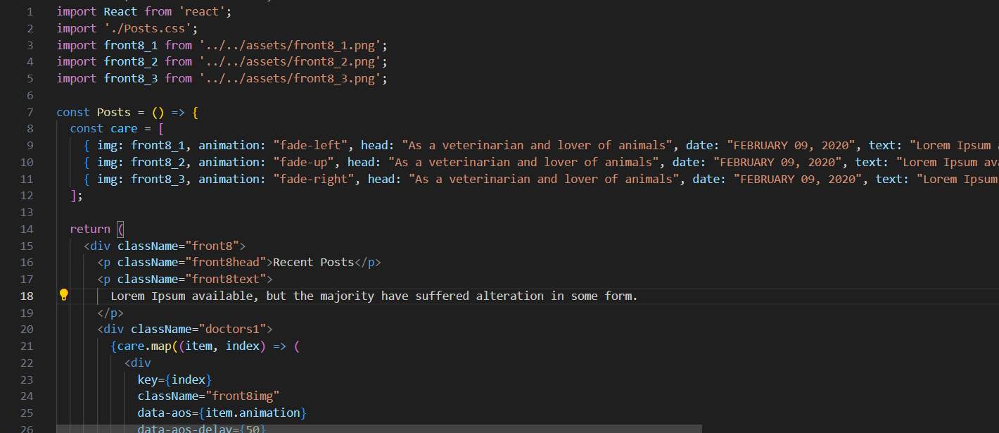 1 import React from 'react';
2 import './Posts.css';
3 import front8_1 from '../../assets/front8_1.png';
4 import front8_2 from '../../assets/front8_2.png';
5 import front8_3 from '../../assets/front8_3.png';
6
7 const Posts = () => {
8 const care = [
9 { img: front8_1, animation: "fade-left", head: "As a veterinarian and lover of animals", date: "FEBRUARY 09, 2020", text: "Lorem Ipsum a
10 { img: front8_2, animation: "fade-up", head: "As a veterinarian and lover of animals", date: "FEBRUARY 09, 2020", text: "Lorem Ipsum ava
11 { img: front8_3, animation: "fade-right", head: "As a veterinarian and lover of animals", date: "FEBRUARY 09, 2020", text: "Lorem Ipsum
12 ];
13
14 return (
15 <div className="front8">
16 <p className="front8head">Recent Posts</p>
17 <p className="front8text">
18 Lorem Ipsum available, but the majority have suffered alteration in some form.
19 </p>
20 <div className="doctors1">
21 {care.map((item, index) => (
22 <div
23 key={index}
24 className="front8img"
25 data-aos={item.animation}
26 data-aos-delay={50}